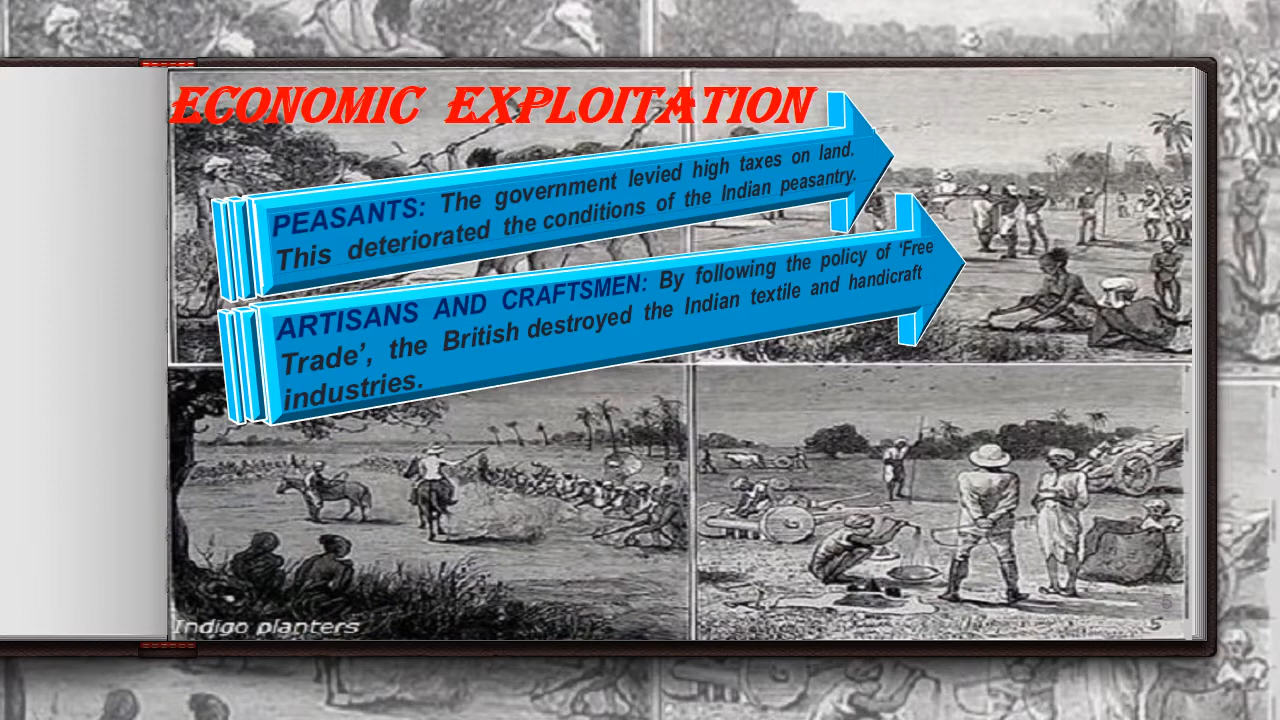 ECONOMIC EXPLOITATION
PEASANTS: The government levied high taxes on land.
This deteriorated the conditions of the Indian peasantry.
ARTISANS AND CRAFTSMEN: By following the policy of ‘Free
Trade’, the British destroyed the Indian textile and handicraft
industries.
Indigo planters
5